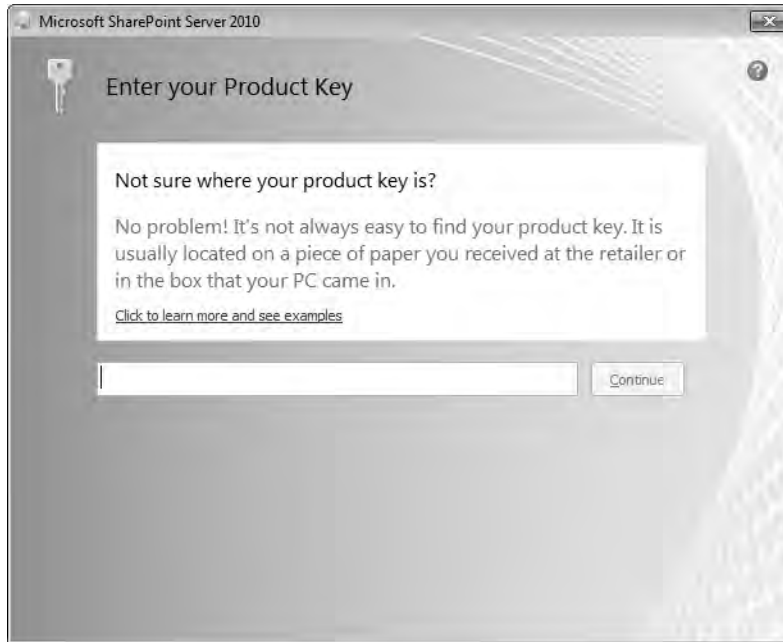 Microsoft SharePoint Server 2010
Enter your Product Key
Not sure where your product key is?
No problem! It's not always easy to find your product key. It is
usually located on a piece of paper you received at the retailer or
in the box that your PC came in.
Click to learn more and see examples
Continue